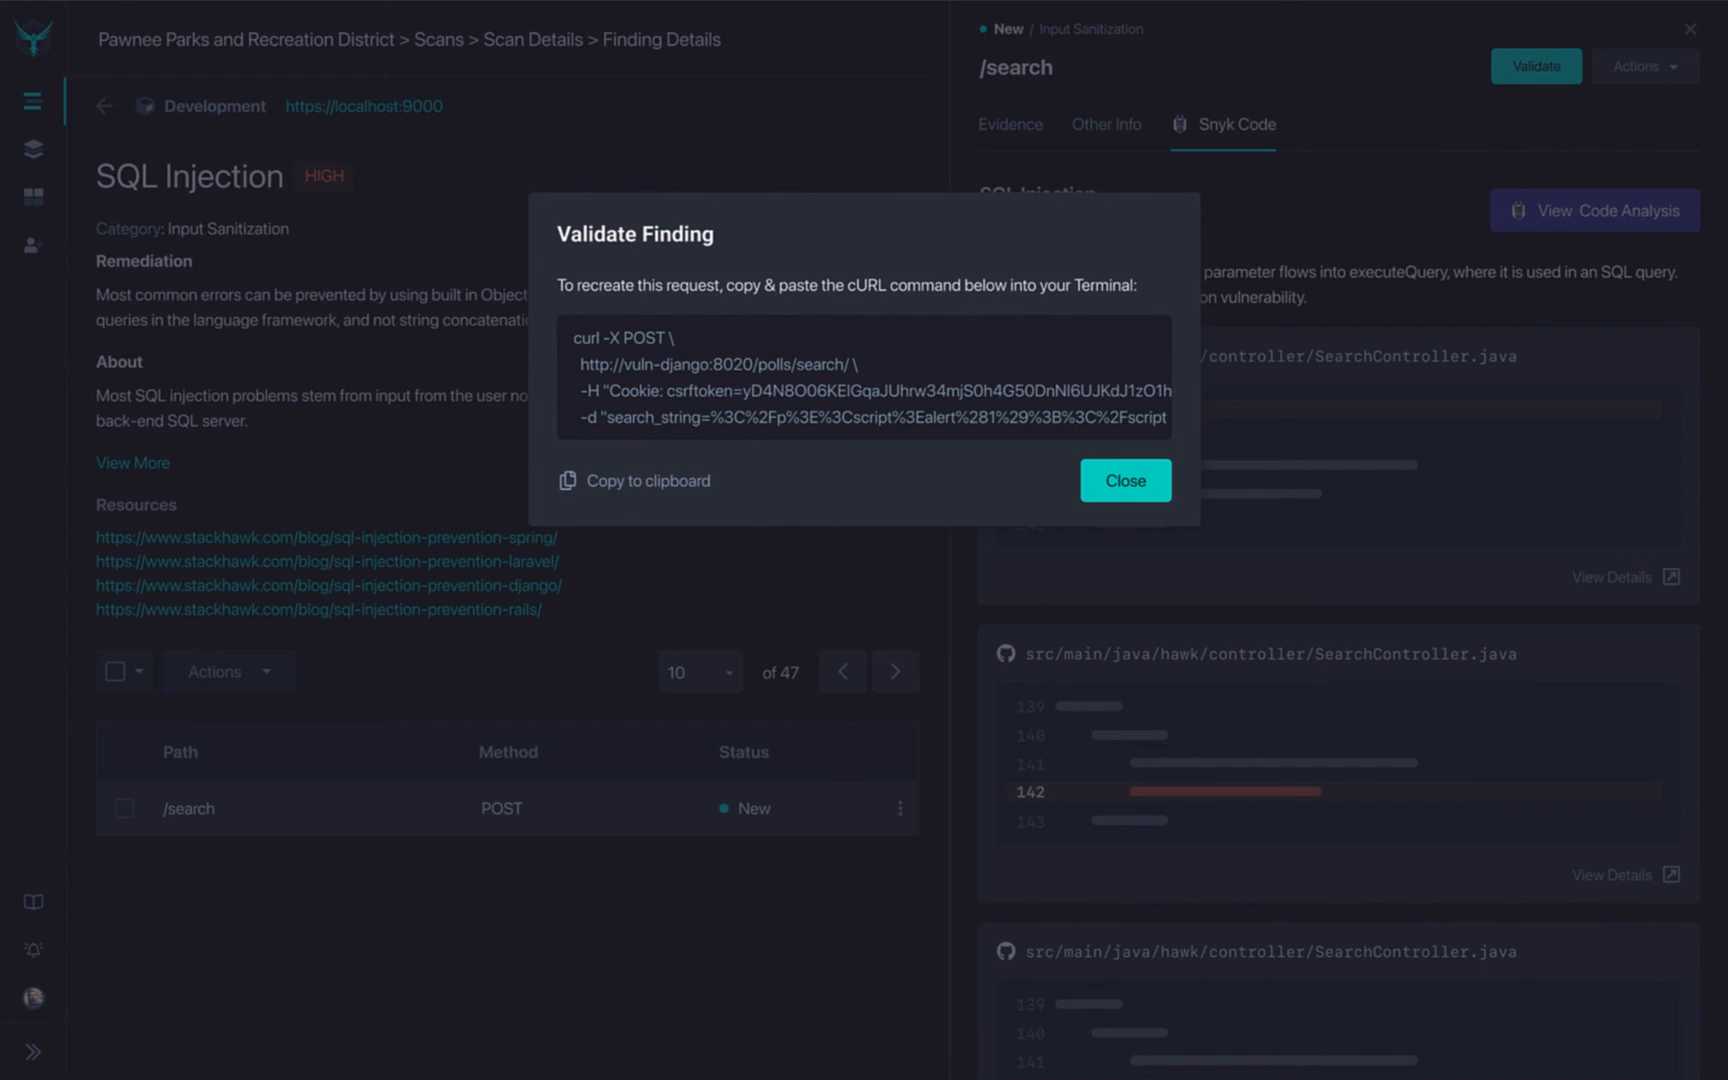 Pawnee Parks and Recreation District > Scans > Scan Details > Finding Details
Development https://localhost:9000
SQL Injection HIGH
Category: Input Sanitization
Remediation
Most common errors can be prevented by using built in Object
queries in the language framework, and not string concatenati
About
Most SQL injection problems stem from input from the user no
back-end SQL server.
View More
Resources
https://www.stackhawk.com/blog/sql-injection-prevention-spring/
https://www.stackhawk.com/blog/sql-injection-prevention-laravel/
https://www.stackhawk.com/blog/sql-injection-prevention-django/
https://www.stackhawk.com/blog/sql-injection-prevention-rails/
Actions 10 of 47
Path Method Status
/search POST New
Validate Finding
To recreate this request, copy & paste the cURL command below into your Terminal:
curl -X POST \
http://vuln-django:8020/polls/search/ \
-H "Cookie: csrftoken=yD4N8O06KEIGqaJUhrw34mjS0h4G50DnNI6UJKdJ1zO1h
-d "search_string=%3C%2Fp%3E%3Cscript%3Ealert%281%29%3B%3C%2Fscript
Copy to clipboard Close
New / Input Sanitization
/search
Validate Actions
Evidence Other Info Snyk Code
SQL Injection
View Code Analysis
parameter flows into executeQuery, where it is used in an SQL query.
on vulnerability.
/controller/SearchController.java
View Details
src/main/java/hawk/controller/SearchController.java
139
140
141
142
143
View Details
src/main/java/hawk/controller/SearchController.java
139
140
141